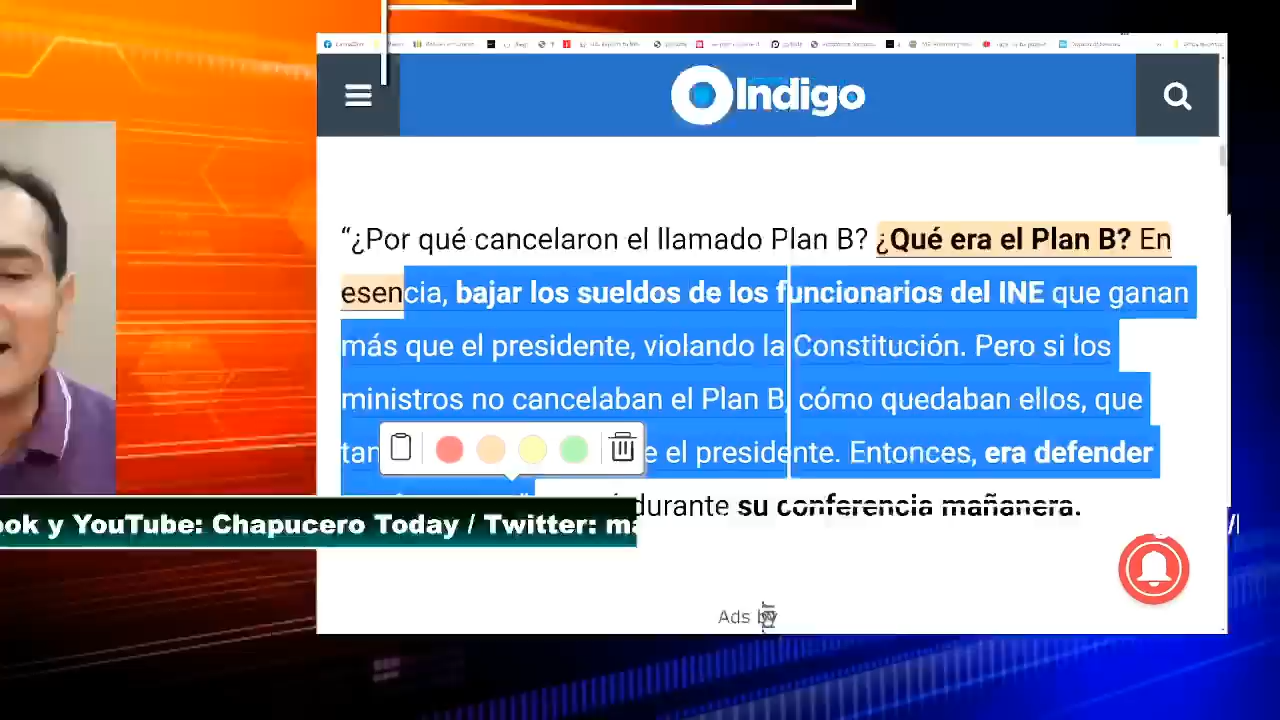 Indigo
“¿Por qué cancelaron el llamado Plan B? ¿Qué era el Plan B? En
esencia, bajar los sueldos de los funcionarios del INE que ganan
más que el presidente, violando la Constitución. Pero si los
ministros no cancelaban el Plan B, cómo quedaban ellos, que
tan e el presidente. Entonces, era defender
durante su conferencia mañanera.
ook y YouTube: Chapucero Today / Twitter: ma
Ads by